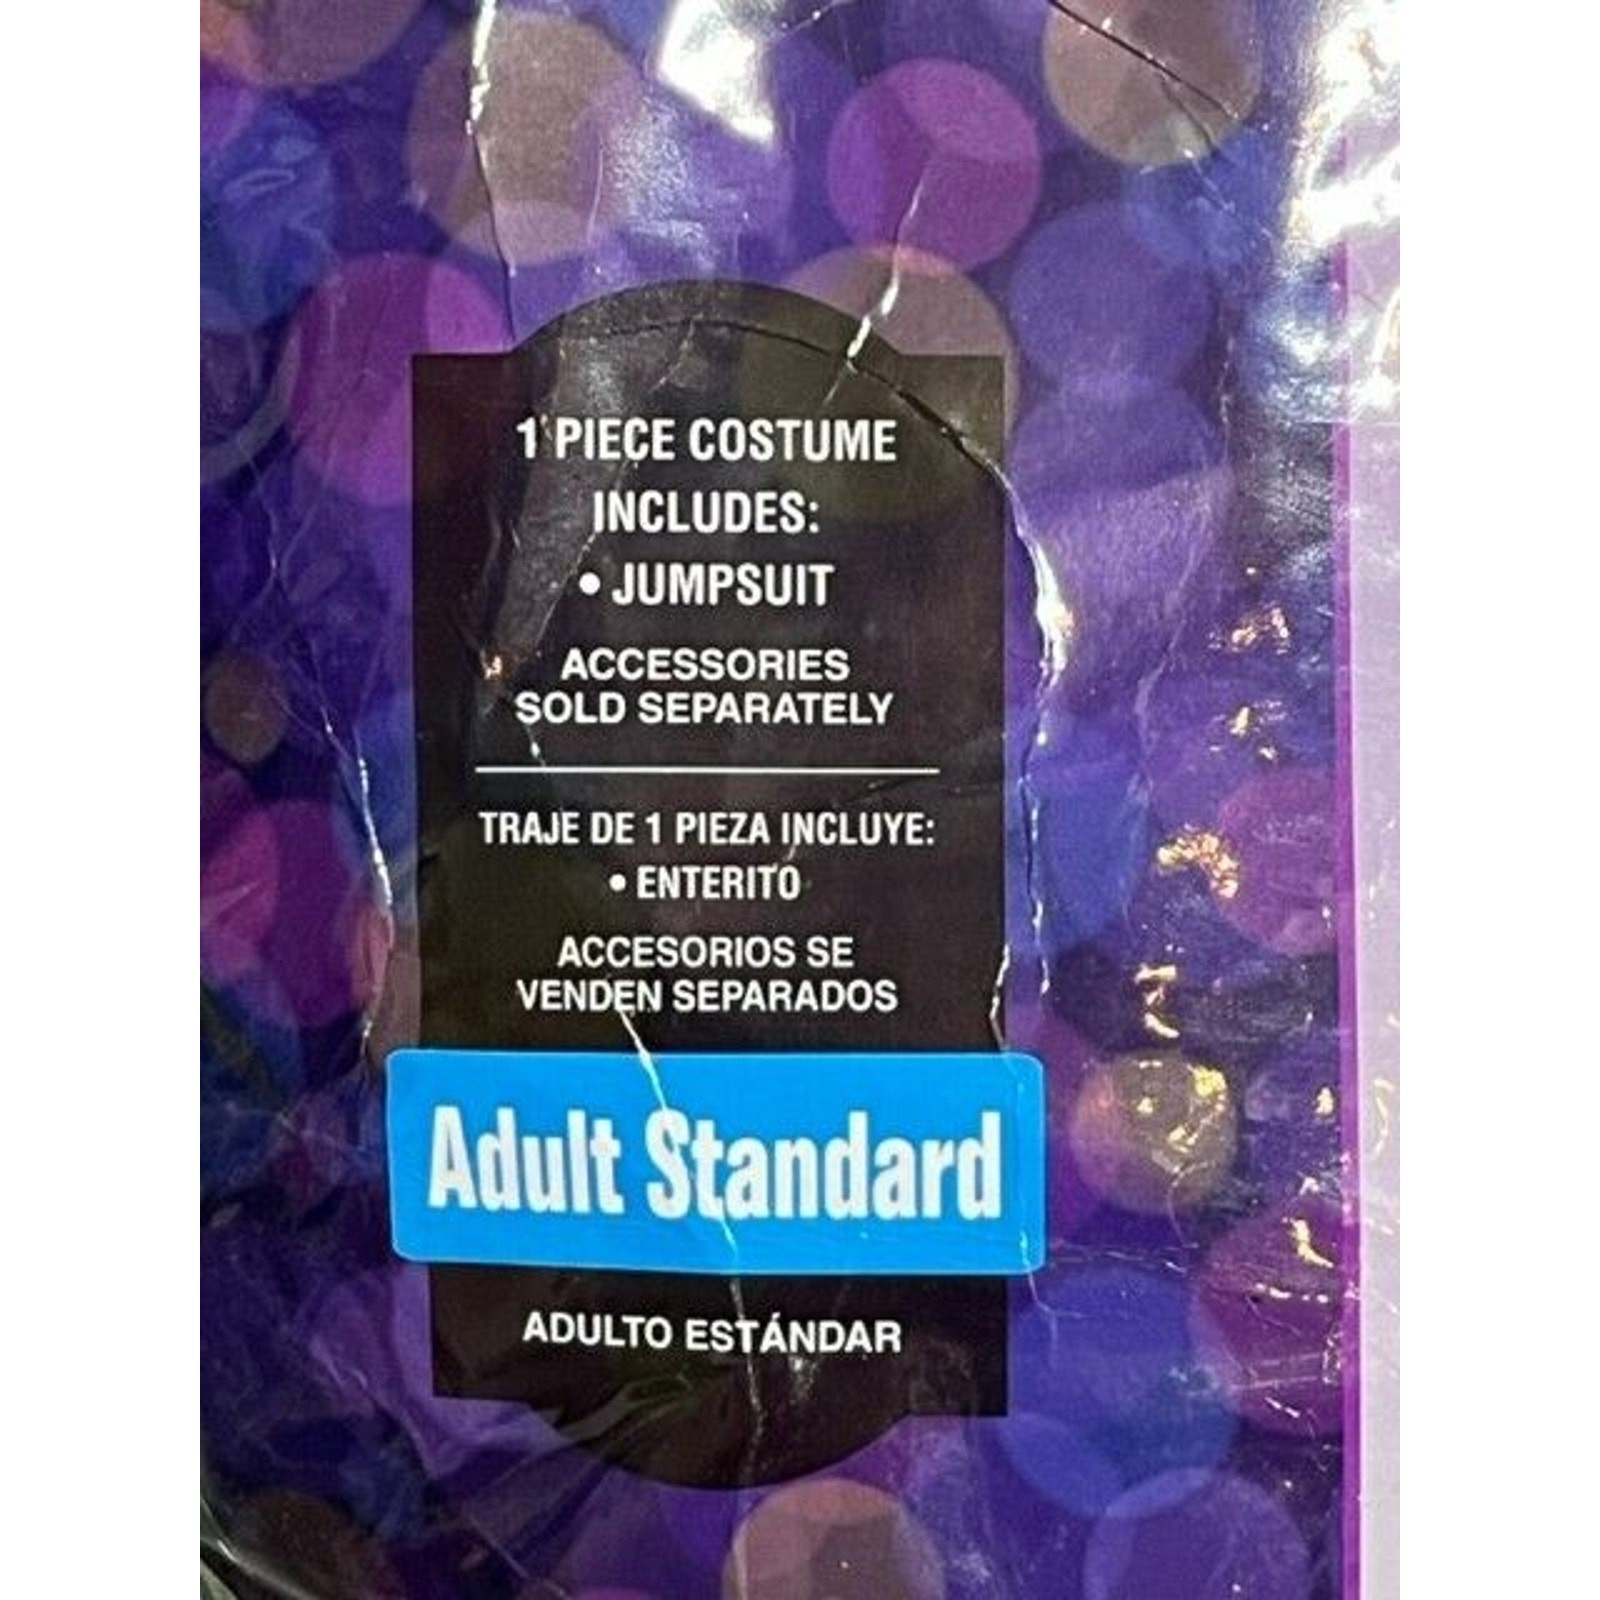 1 PIECE COSTUME
INCLUDES:
• JUMPSUIT
ACCESSORIES
SOLD SEPARATELY
TRAJE DE 1 PIEZA INCLUYE:
• ENTERITO
ACCESORIOS SE
VENDEN SEPARADOS
Adult Standard
ADULTO ESTÁNDAR